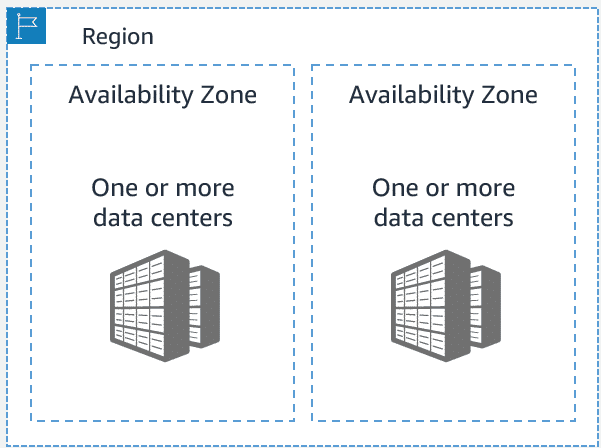 Region
Availability Zone
One or more
data centers
Availability Zone
One or more
data centers